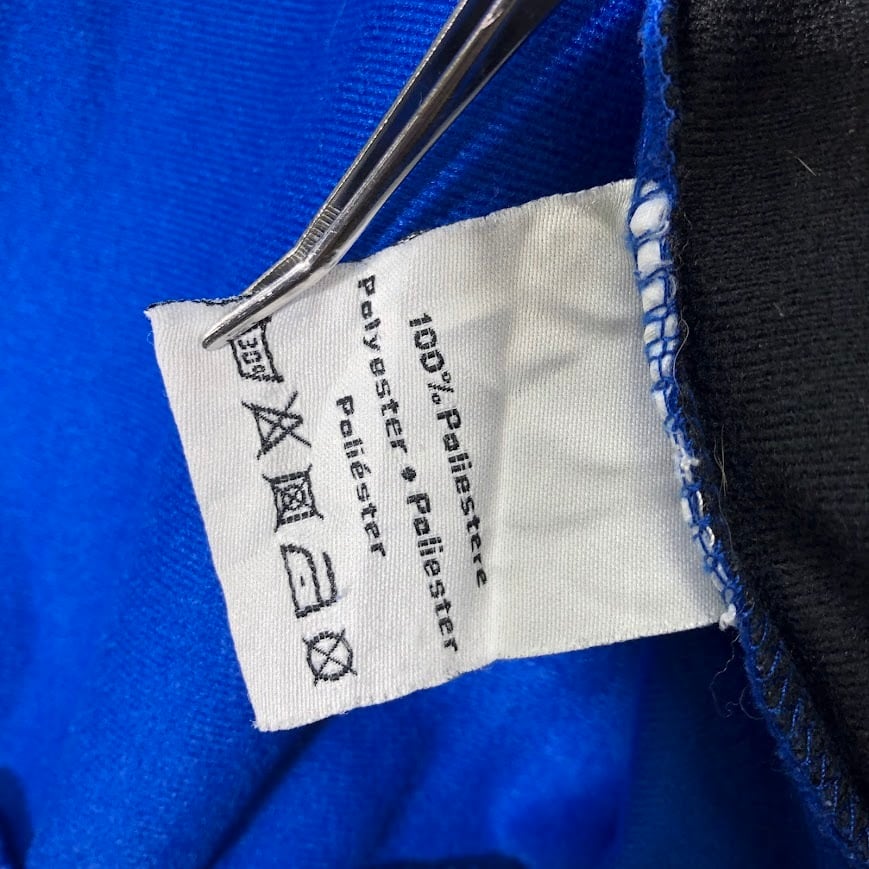 100% Poliestere
Polyester • Poliester
Poliéster
30°